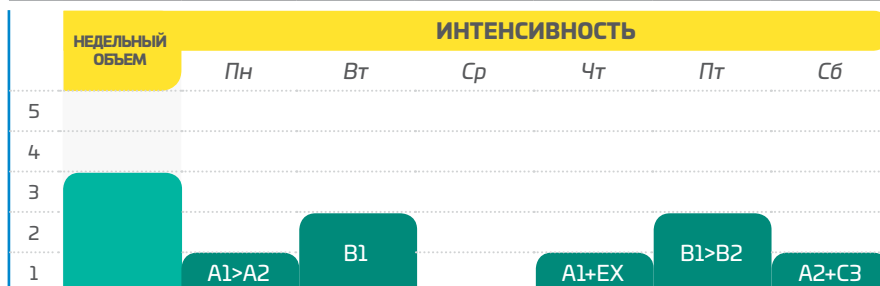 НЕДЕЛЬНЫЙ ОБЪЕМ
ИНТЕНСИВНОСТЬ
Пн Вт Ср Чт Пт Сб
5
4
3
2
B1 B1>B2
1 A1>A2 A1+EX A2+C3